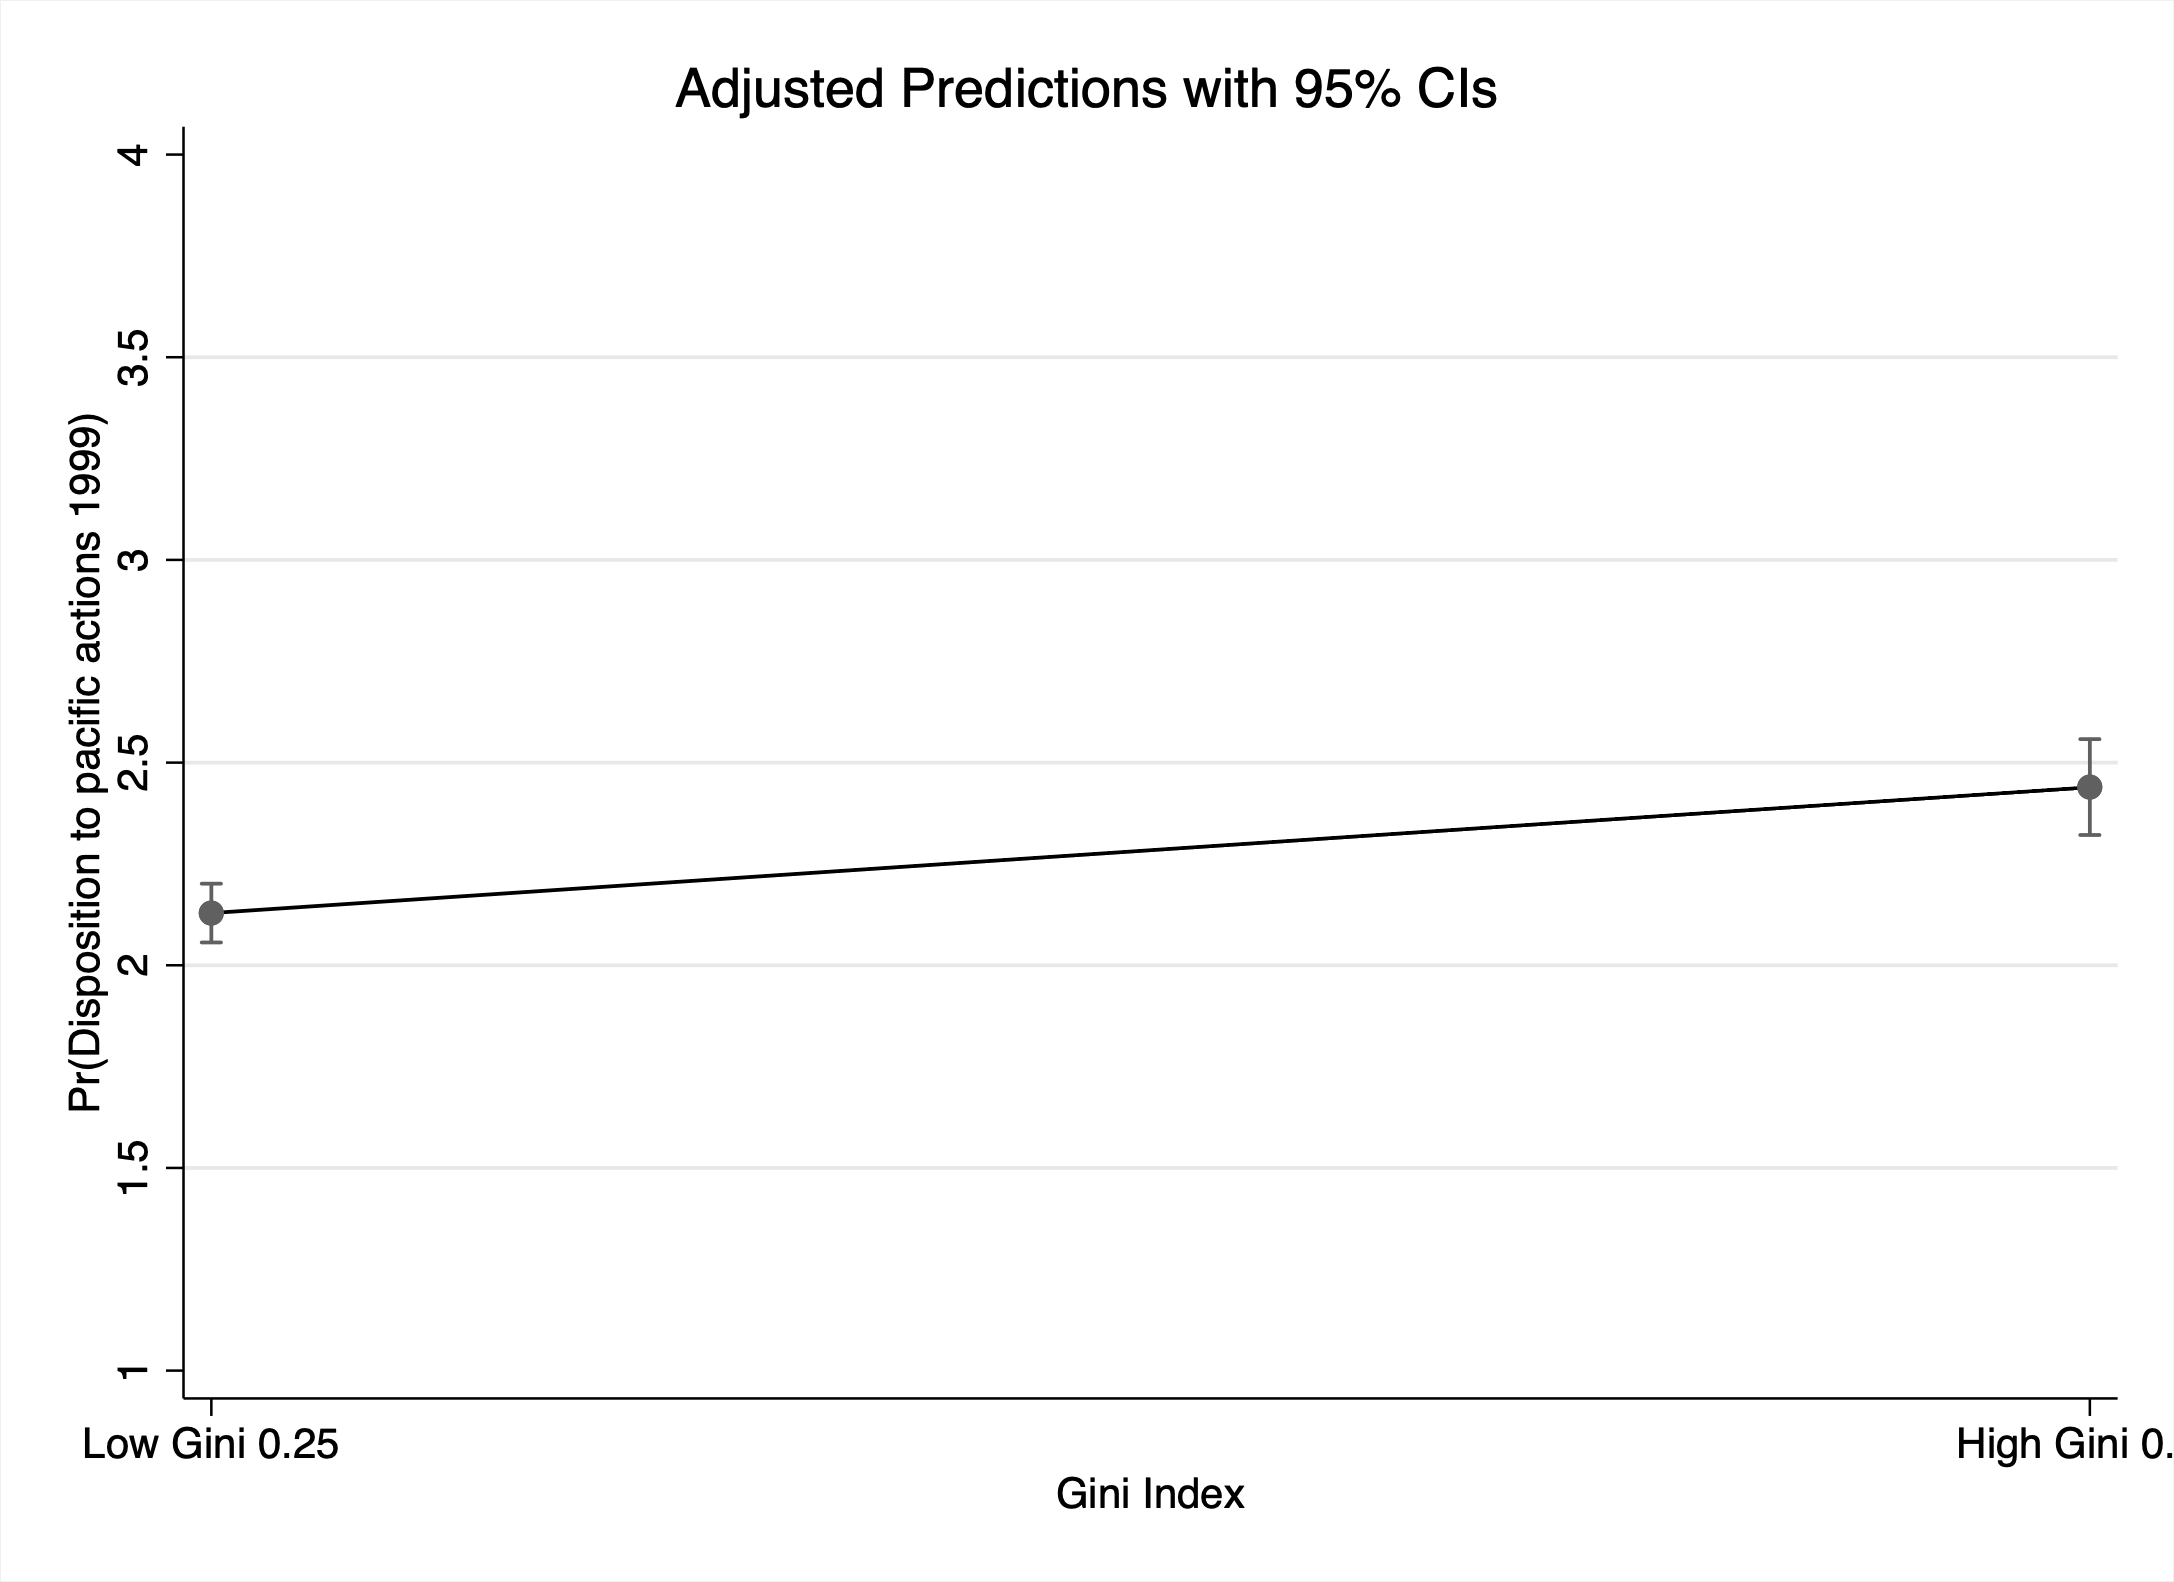 Adjusted Predictions with 95% CIs
Pr(Disposition to pacific actions 1999)
4
3.5
3
2.5
2
1.5
1
Low Gini 0.25
High Gini 0.
Gini Index